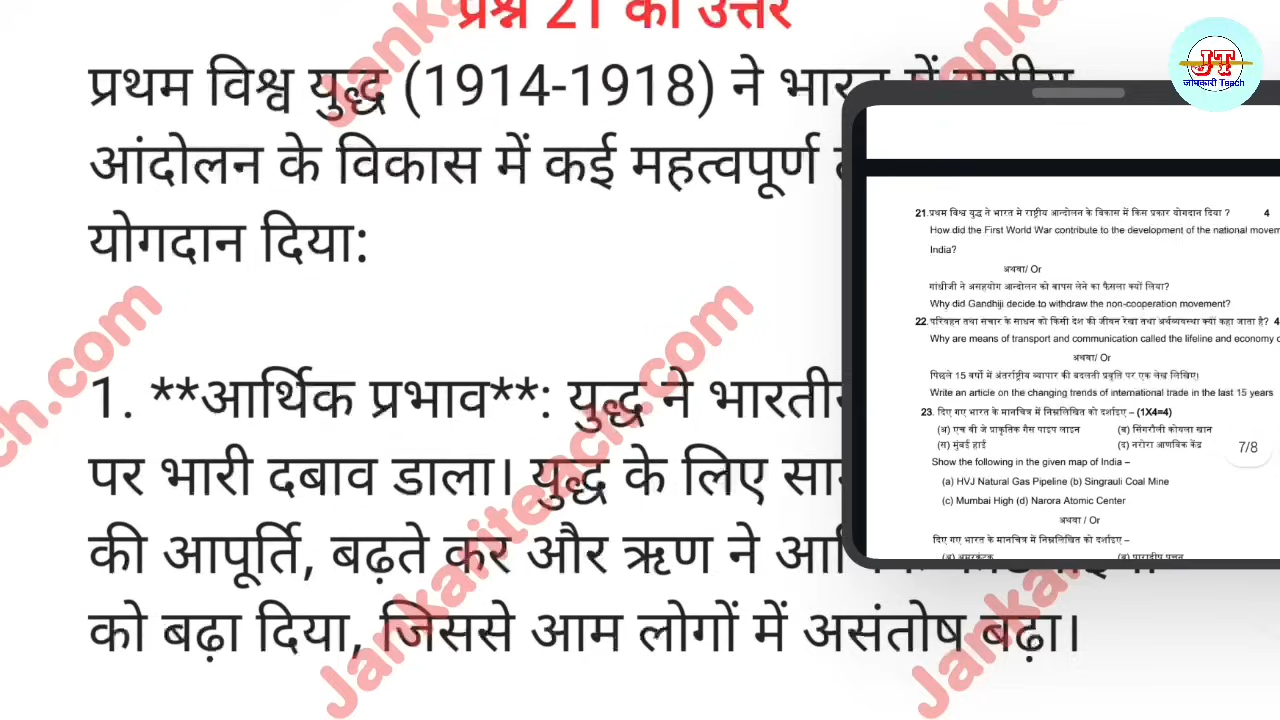 प्रश्न 21 का उत्तर
प्रथम विश्व युद्ध (1914-1918) ने भारत में राष्ट्रीय
आंदोलन के विकास में कई महत्वपूर्ण
योगदान दिया:
1. **आर्थिक प्रभाव**: युद्ध ने भारतीय
पर भारी दबाव डाला। युद्ध के लिए
की आपूर्ति, बढ़ते कर और ऋण ने
को बढ़ा दिया, जिससे आम लोगों में असंतोष बढ़ा।
JT
जानकारी Teach
21.प्रथम विश्व युद्ध ने भारत मे राष्ट्रीय आन्दोलन के विकास में किस प्रकार योगदान दिया ? 4
How did the First World War contribute to the development of the national
India?
अथवा/ Or
गांधीजी ने असहयोग आन्दोलन को वापस लेने का फैसला क्यों लिया?
Why did Gandhiji decide to withdraw the non-cooperation movement?
22.परिवहन तथा सचार के साधन को किसी देश की जीवन रेखा तथा अर्थव्यवस्था क्यों कहा जाता है? 4
Why are means of transport and communication called the lifeline and economy
अथवा/ Or
पिछले 15 वर्षो में अंतर्राष्ट्रीय व्यापार की बदलती प्रवृति पर एक लेख लिखिए।
Write an article on the changing trends of international trade in the last 15 years
23. दिए गए भारत के मानचित्र में निम्नलिखित को दर्शाइए – (1X4=4)
(अ) एच वी जे प्राकृतिक गैस पाइप लाइन (ब) सिंगरौली कोयला खान
(स) मुंबई हाई (द) नरोरा आणविक केंद्र
7/8
Show the following in the given map of India –
(a) HVJ Natural Gas Pipeline (b) Singrauli Coal Mine
(c) Mumbai High (d) Narora Atomic Center
अथवा / Or
दिए गए भारत के मानचित्र में निम्नलिखित को दर्शाइए –
(अ) अमरकंटक (ब) पारादीप पत्तन
Jankariteach.com